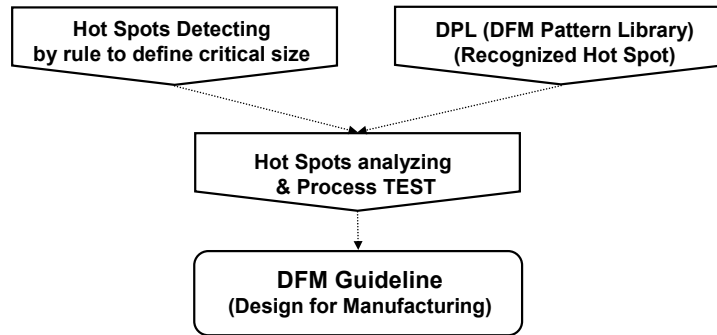 Hot Spots Detecting
by rule to define critical size
DPL (DFM Pattern Library)
(Recognized Hot Spot)
Hot Spots analyzing
& Process TEST
DFM Guideline
(Design for Manufacturing)